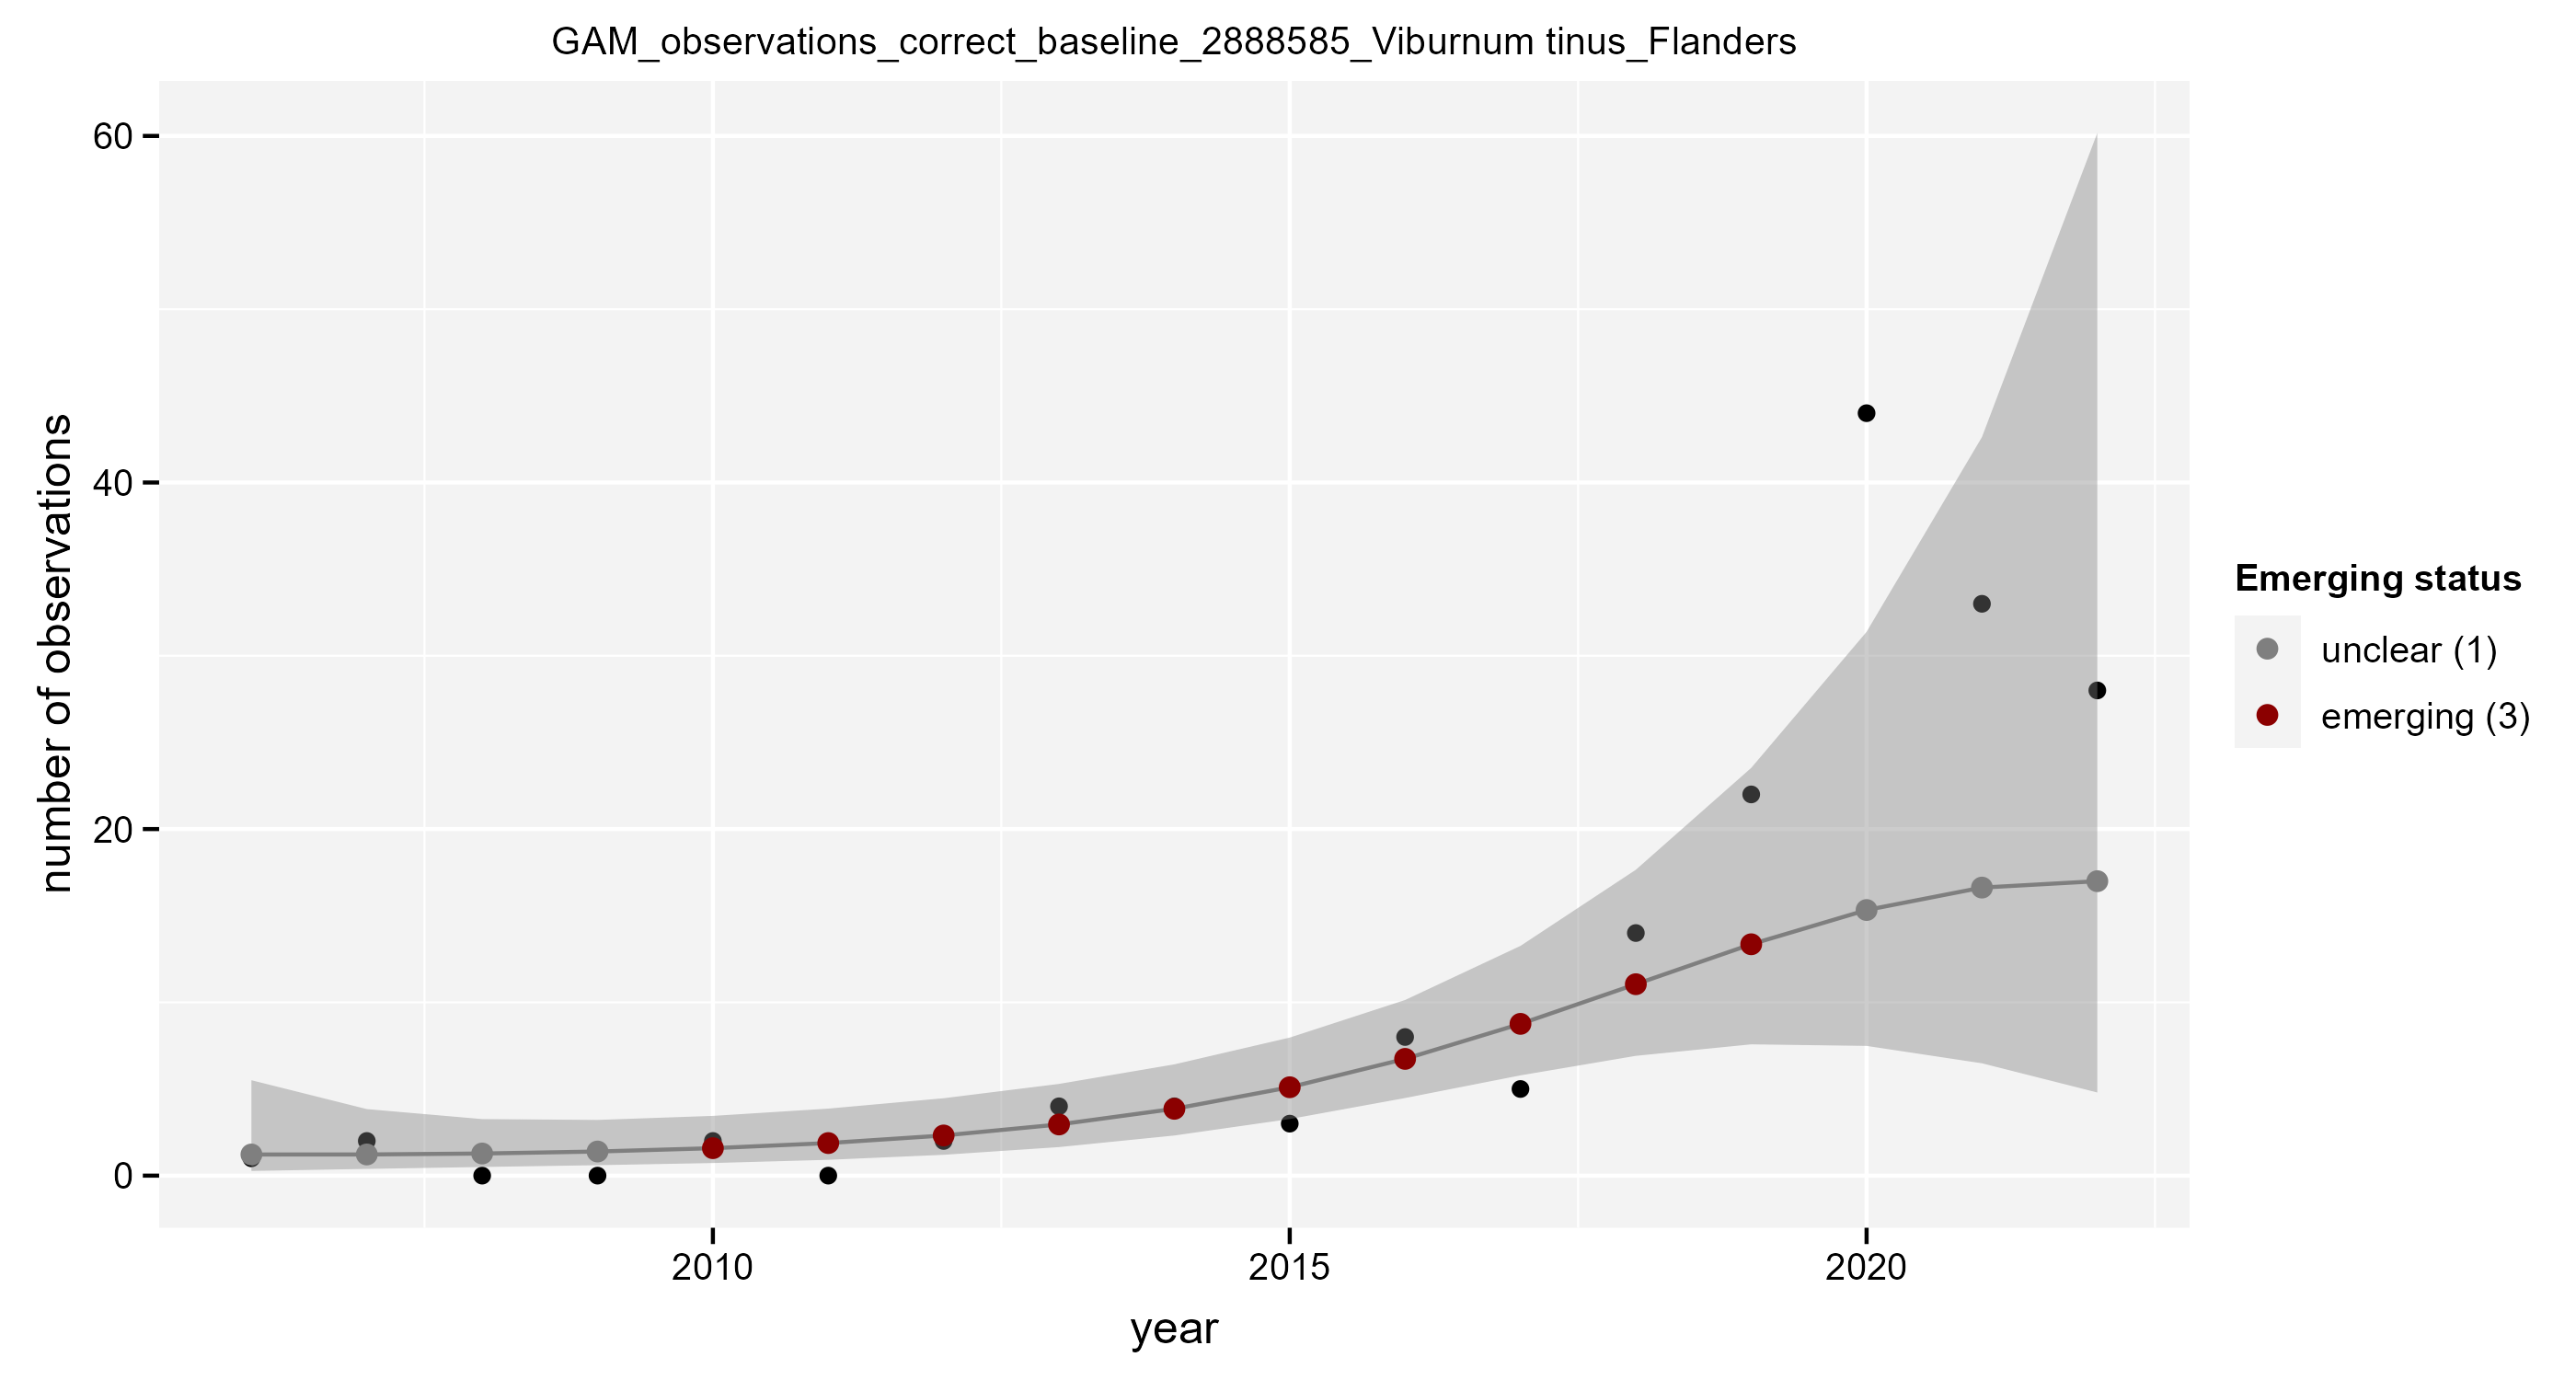 GAM_observations_correct_baseline_2888585_Viburnum tinus_Flanders
60
40
20
0
number of observations
2010
2015
2020
year
Emerging status
unclear (1)
emerging (3)